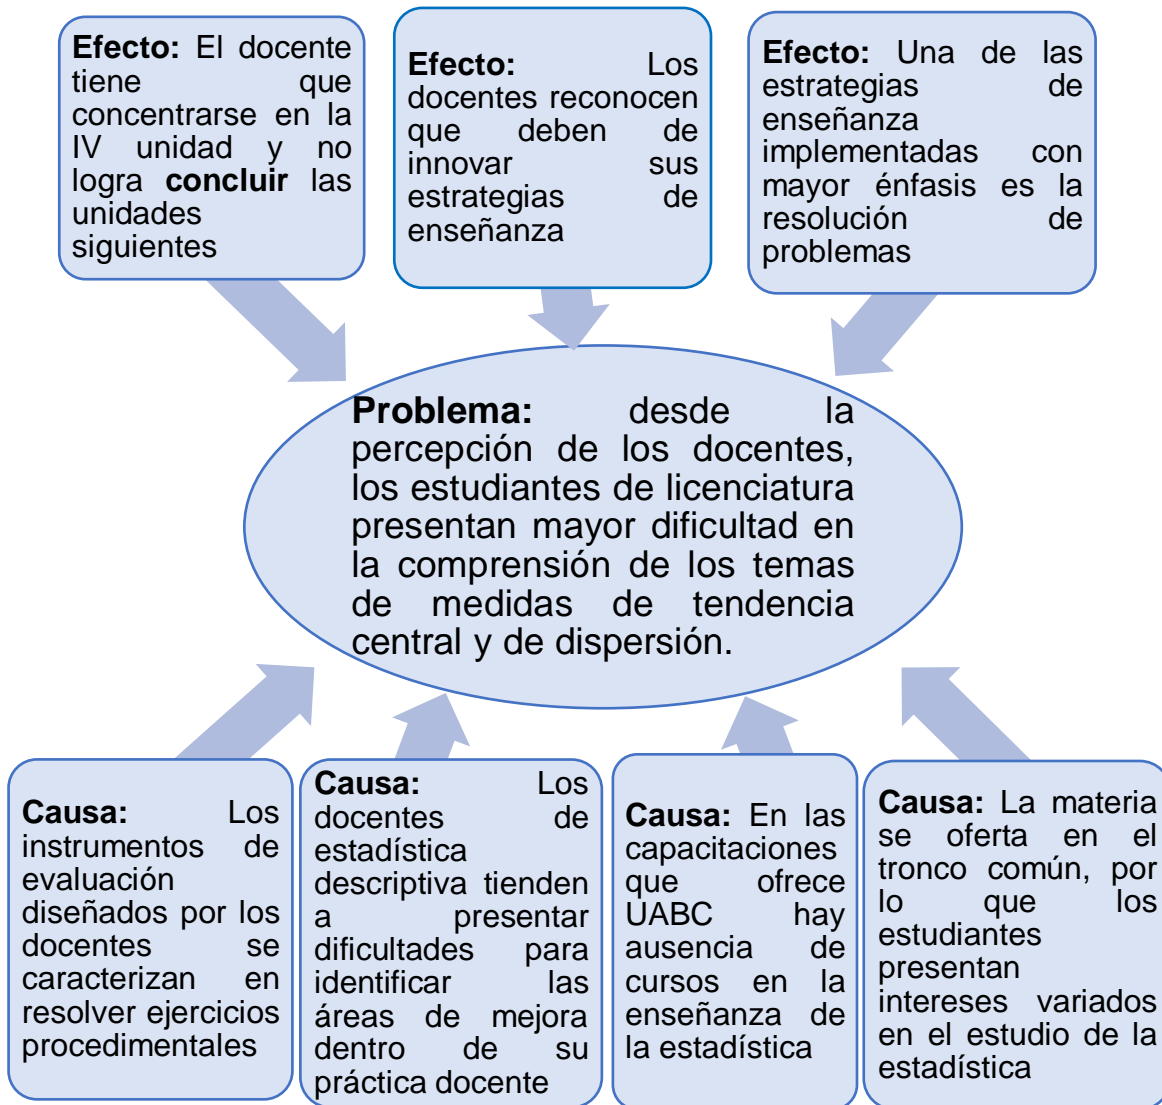 Efecto: El docente
tiene que
concentrarse en la
IV unidad y no
logra concluir las
unidades
siguientes
Efecto: Los
docentes reconocen
que deben de
innovar sus
estrategias de
enseñanza
Efecto: Una de las
estrategias de
enseñanza
implementadas con
mayor énfasis es la
resolución de
problemas
Problema: desde la
percepción de los docentes,
los estudiantes de licenciatura
presentan mayor dificultad en
la comprensión de los temas
de medidas de tendencia
central y de dispersión.
Causa: Los
instrumentos de
evaluación
diseñados por los
docentes se
caracterizan en
resolver ejercicios
procedimentales
Causa: Los
docentes de
estadística
descriptiva tienden
a presentar
dificultades para
identificar las
áreas de mejora
dentro de su
práctica docente
Causa: En las
capacitaciones
que ofrece
UABC hay
ausencia de
cursos en la
enseñanza de
la estadística
Causa: La materia
se oferta en el
tronco común, por
lo que los
estudiantes
presentan
intereses variados
en el estudio de la
estadística